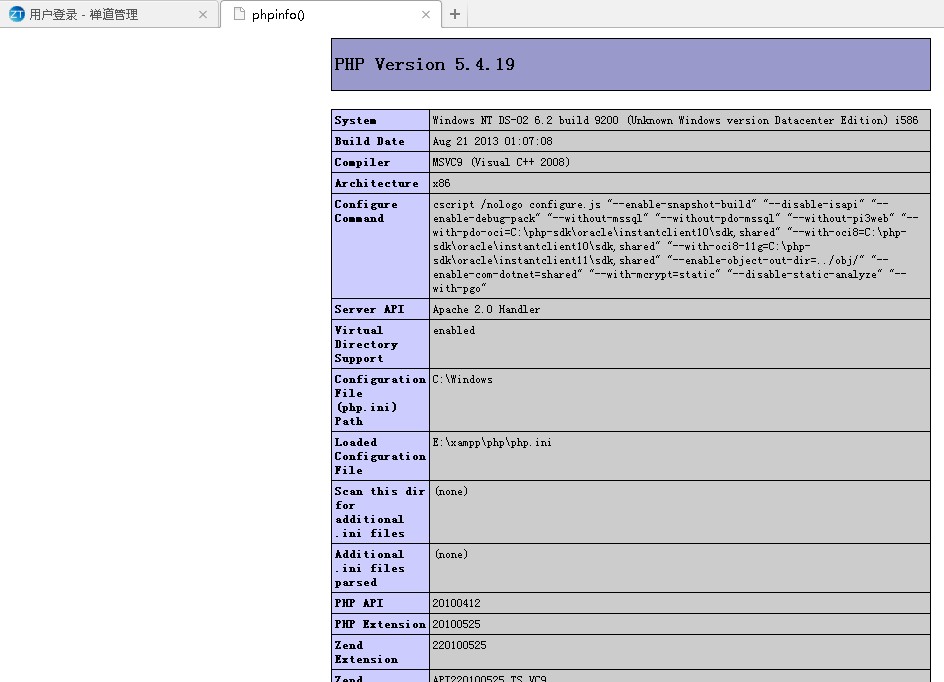 用户登录 - 禅道管理
phpinfo()
PHP Version 5.4.19
System
Windows NT DS-02 6.2 build 9200 (Unknown Windows version Datacenter Edition) i586
Build Date
Aug 21 2013 01:07:08
Compiler
MSVC9 (Visual C++ 2008)
Architecture
x86
Configure
Command
cscript /nologo configure.js "--enable-snapshot-build" "--disable-isapi" "--
enable-debug-pack" "--without-mssql" "--without-pdo-mssql" "--without-pi3web" "--
with-pdo-oci=C:\php-sdk\oracle\instantclient10\sdk,shared" "--with-oci8=C:\php-
sdk\oracle\instantclient10\sdk,shared" "--with-oci8-11g=C:\php-
sdk\oracle\instantclient11\sdk,shared" "--enable-object-out-dir=../obj/" "--
enable-com-dotnet=shared" "--with-mcrypt=static" "--disable-static-analyze" "--
with-pgo"
Server API
Apache 2.0 Handler
Virtual
Directory
Support
enabled
Configuration
File
(php.ini)
Path
C:\Windows
Loaded
Configuration
File
E:\xampp\php\php.ini
Scan this dir
for
additional
.ini files
(none)
Additional
.ini files
parsed
(none)
PHP API
20100412
PHP Extension
20100525
Zend
Extension
220100525
Zend
API220100525,TS,VC9